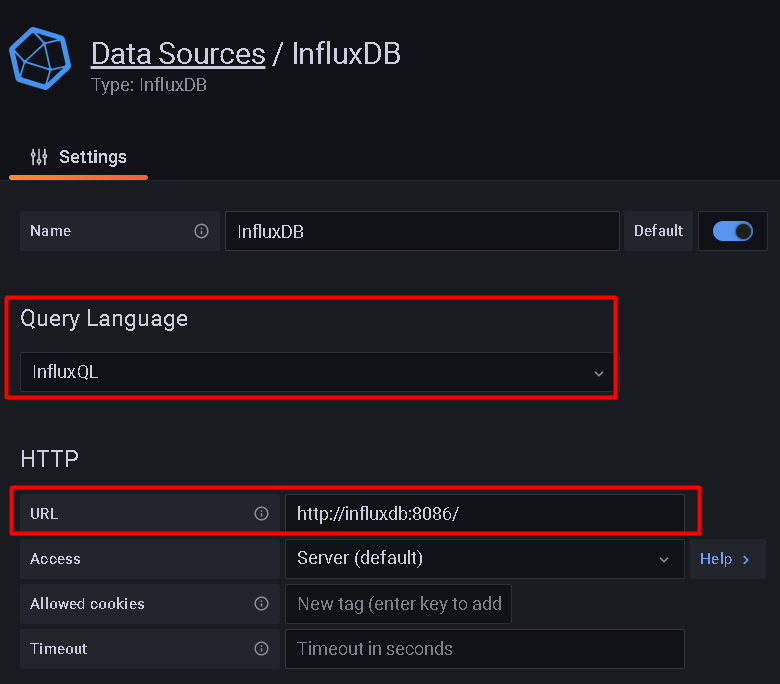 Data Sources / InfluxDB
Type: InfluxDB
Settings
Name InfluxDB Default
Query Language
InfluxQL
HTTP
URL http://influxdb:8086/
Access Server (default) Help
Allowed cookies New tag (enter key to add
Timeout Timeout in seconds